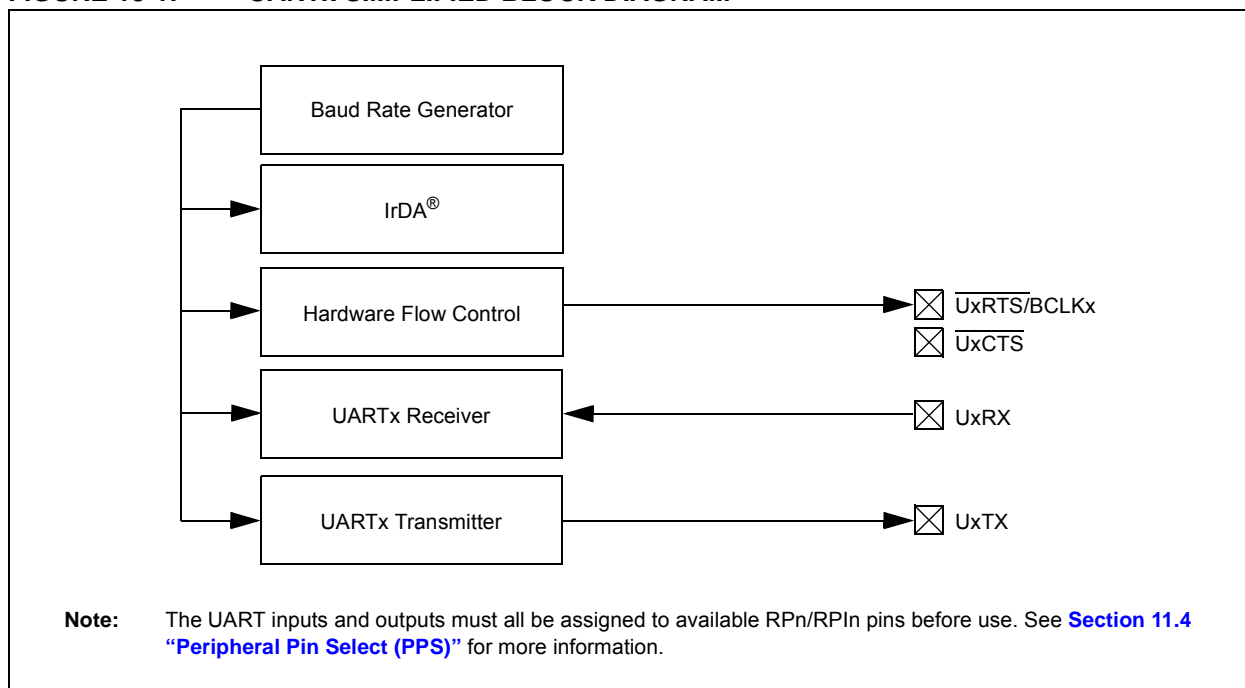 Baud Rate Generator
IrDA®
Hardware Flow Control
UxRTS/BCLKx
UxCTS
UARTx Receiver
UxRX
UARTx Transmitter
UxTX
Note: The UART inputs and outputs must all be assigned to available RPn/RPIn pins before use. See Section 11.4
“Peripheral Pin Select (PPS)” for more information.